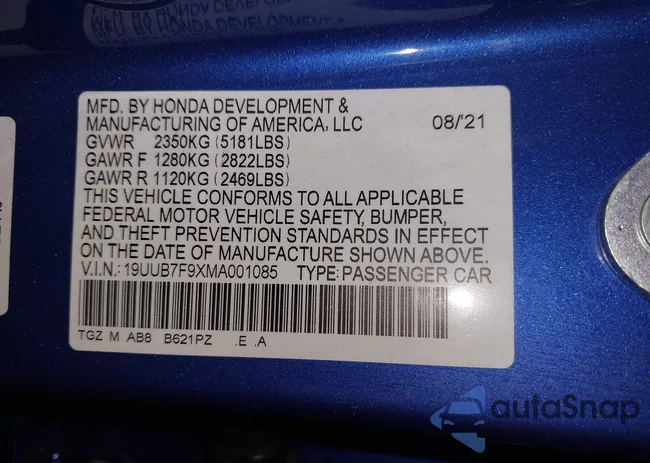 MFD. BY HONDA DEVELOPMENT &
MANUFACTURING OF AMERICA, LLC 08/'21
GVWR 2350KG (5181LBS)
GAWR F 1280KG (2822LBS)
GAWR R 1120KG (2469LBS)
THIS VEHICLE CONFORMS TO ALL APPLICABLE
FEDERAL MOTOR VEHICLE SAFETY, BUMPER,
AND THEFT PREVENTION STANDARDS IN EFFECT
ON THE DATE OF MANUFACTURE SHOWN ABOVE.
V.I.N.: 19UUB7F9XMA001085 TYPE: PASSENGER CAR
TGZ M AB8 B621PZ .E .A
autoSnap